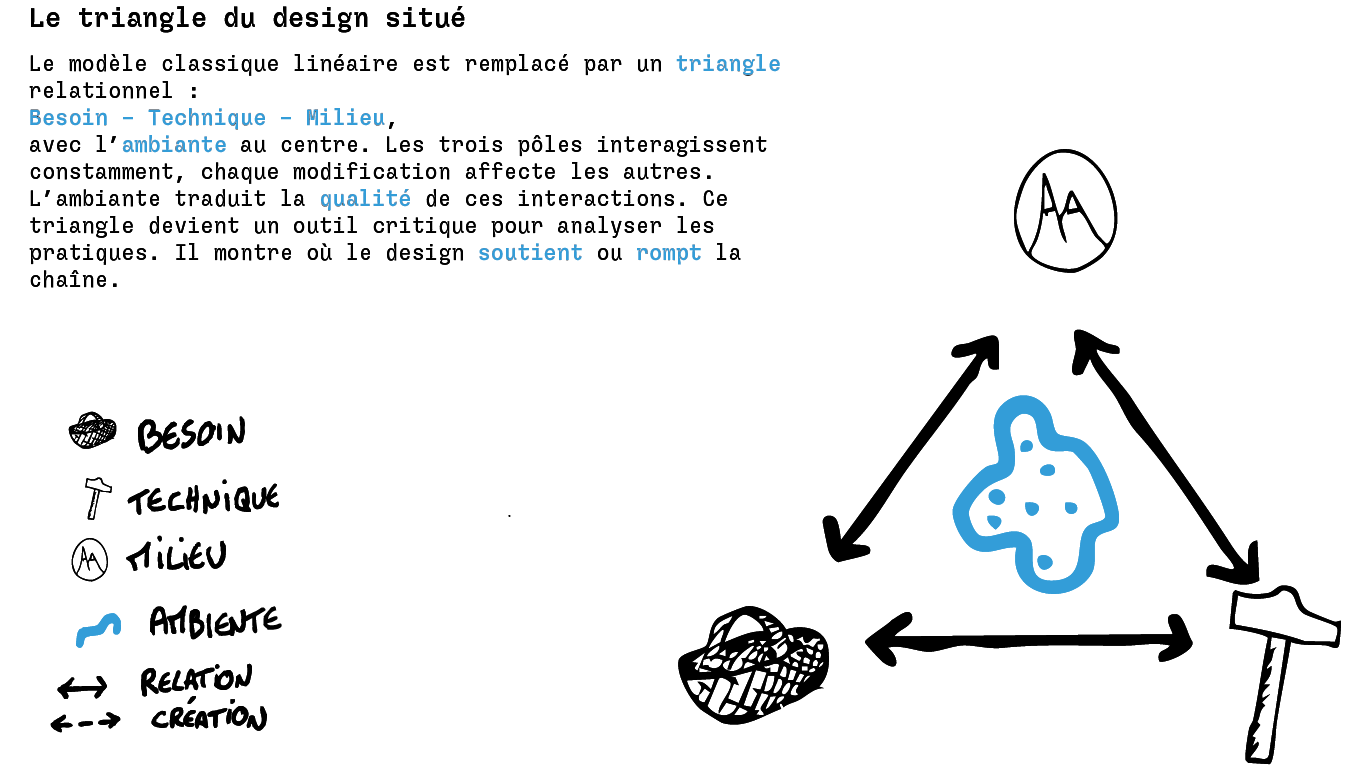 Le triangle du design situé
Le modèle classique linéaire est remplacé par un triangle
relationnel :
Besoin – Technique – Milieu,
avec l’ambiante au centre. Les trois pôles interagissent
constamment, chaque modification affecte les autres.
L’ambiante traduit la qualité de ces interactions. Ce
triangle devient un outil critique pour analyser les
pratiques. Il montre où le design soutient ou rompt la
chaîne.
BESOIN
TECHNIQUE
MILIEU
AMBIENTE
RELATION
CRÉATION